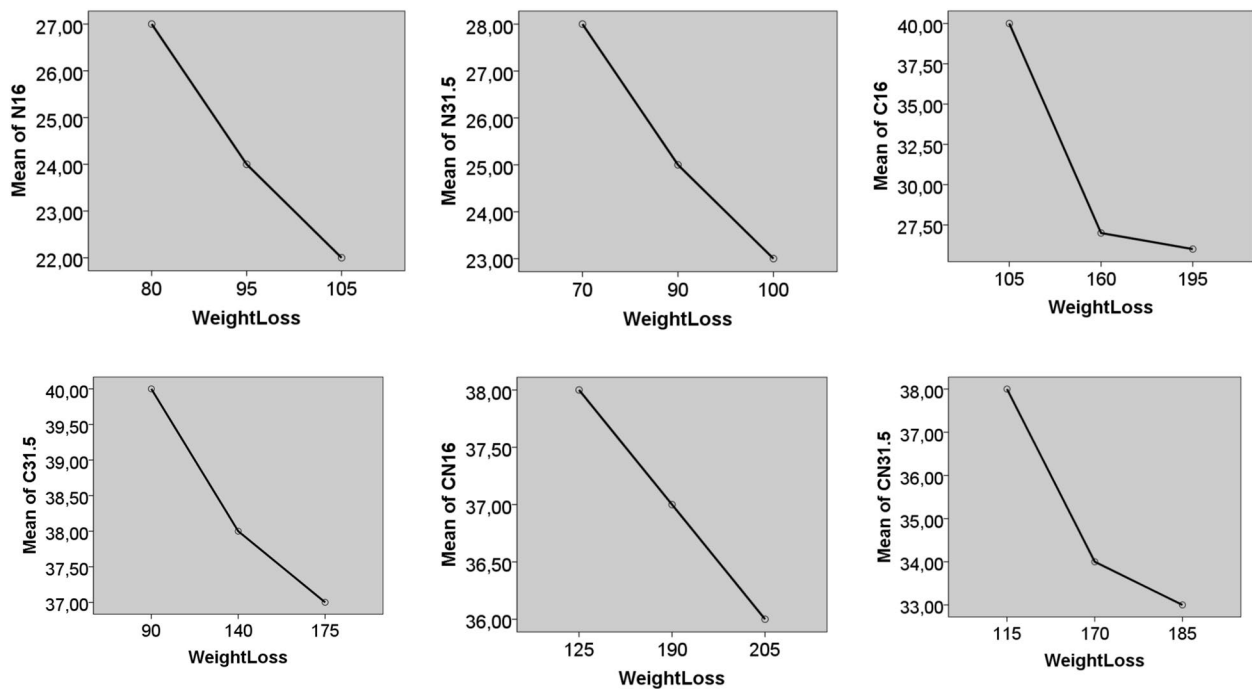 Mean of N16
27,00
26,00
25,00
24,00
23,00
22,00
80 95 105
WeightLoss
Mean of N31.5
28,00
27,00
26,00
25,00
24,00
23,00
70 90 100
WeightLoss
Mean of C16
40,00
37,50
35,00
32,50
30,00
27,50
105 160 195
WeightLoss
Mean of C31.5
40,00
39,50
39,00
38,50
38,00
37,50
37,00
90 140 175
WeightLoss
Mean of CN16
38,00
37,50
37,00
36,50
36,00
125 190 205
WeightLoss
Mean of CN31.5
38,00
37,00
36,00
35,00
34,00
33,00
115 170 185
WeightLoss